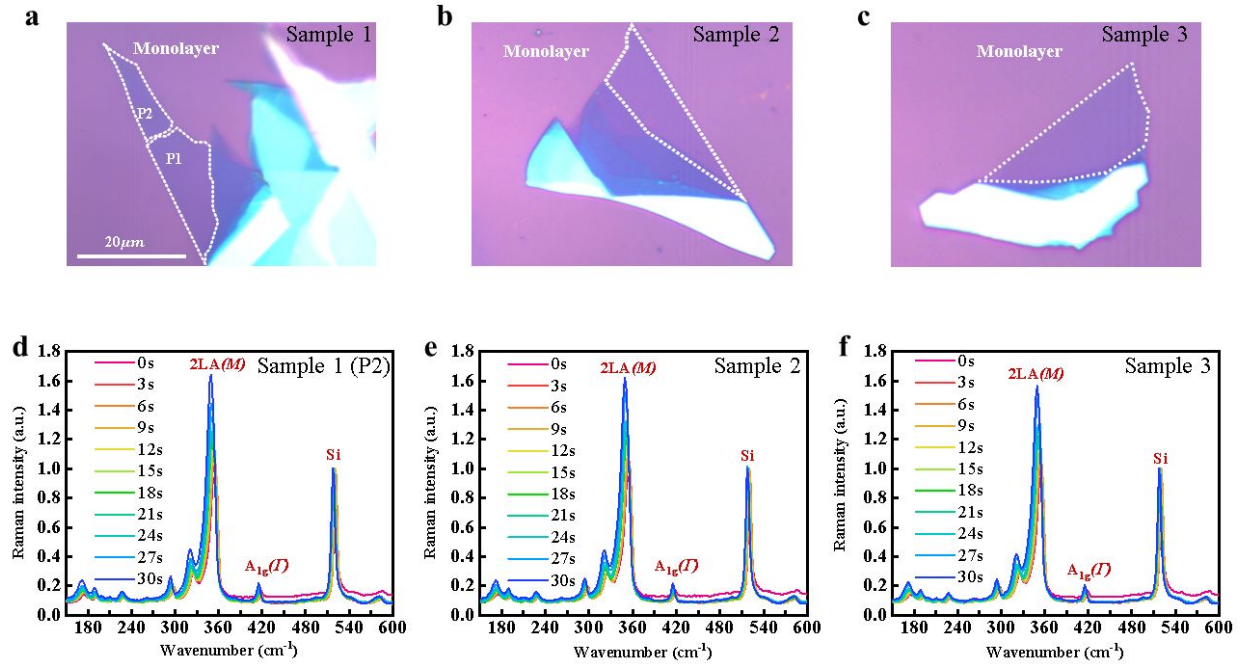 a
Sample 1
Monolayer
P2
P1
20μm
b
Sample 2
Monolayer
c
Sample 3
Monolayer
d
1.8
1.6
1.4
1.2
1.0
0.8
0.6
0.4
0.2
0.0
Raman intensity (a.u.)
0s
3s
6s
9s
12s
15s
18s
21s
24s
27s
30s
2LA(M)
Sample 1 (P2)
Si
A1g(Γ)
180 240 300 360 420 480 540 600
Wavenumber (cm-1)
e
1.8
1.6
1.4
1.2
1.0
0.8
0.6
0.4
0.2
0.0
Raman intensity (a.u.)
0s
3s
6s
9s
12s
15s
18s
21s
24s
27s
30s
2LA(M)
Sample 2
Si
A1g(Γ)
180 240 300 360 420 480 540 600
Wavenumber (cm-1)
f
1.8
1.6
1.4
1.2
1.0
0.8
0.6
0.4
0.2
0.0
Raman intensity (a.u.)
0s
3s
6s
9s
12s
15s
18s
21s
24s
27s
30s
2LA(M)
Sample 3
Si
A1g(Γ)
180 240 300 360 420 480 540 600
Wavenumber (cm-1)